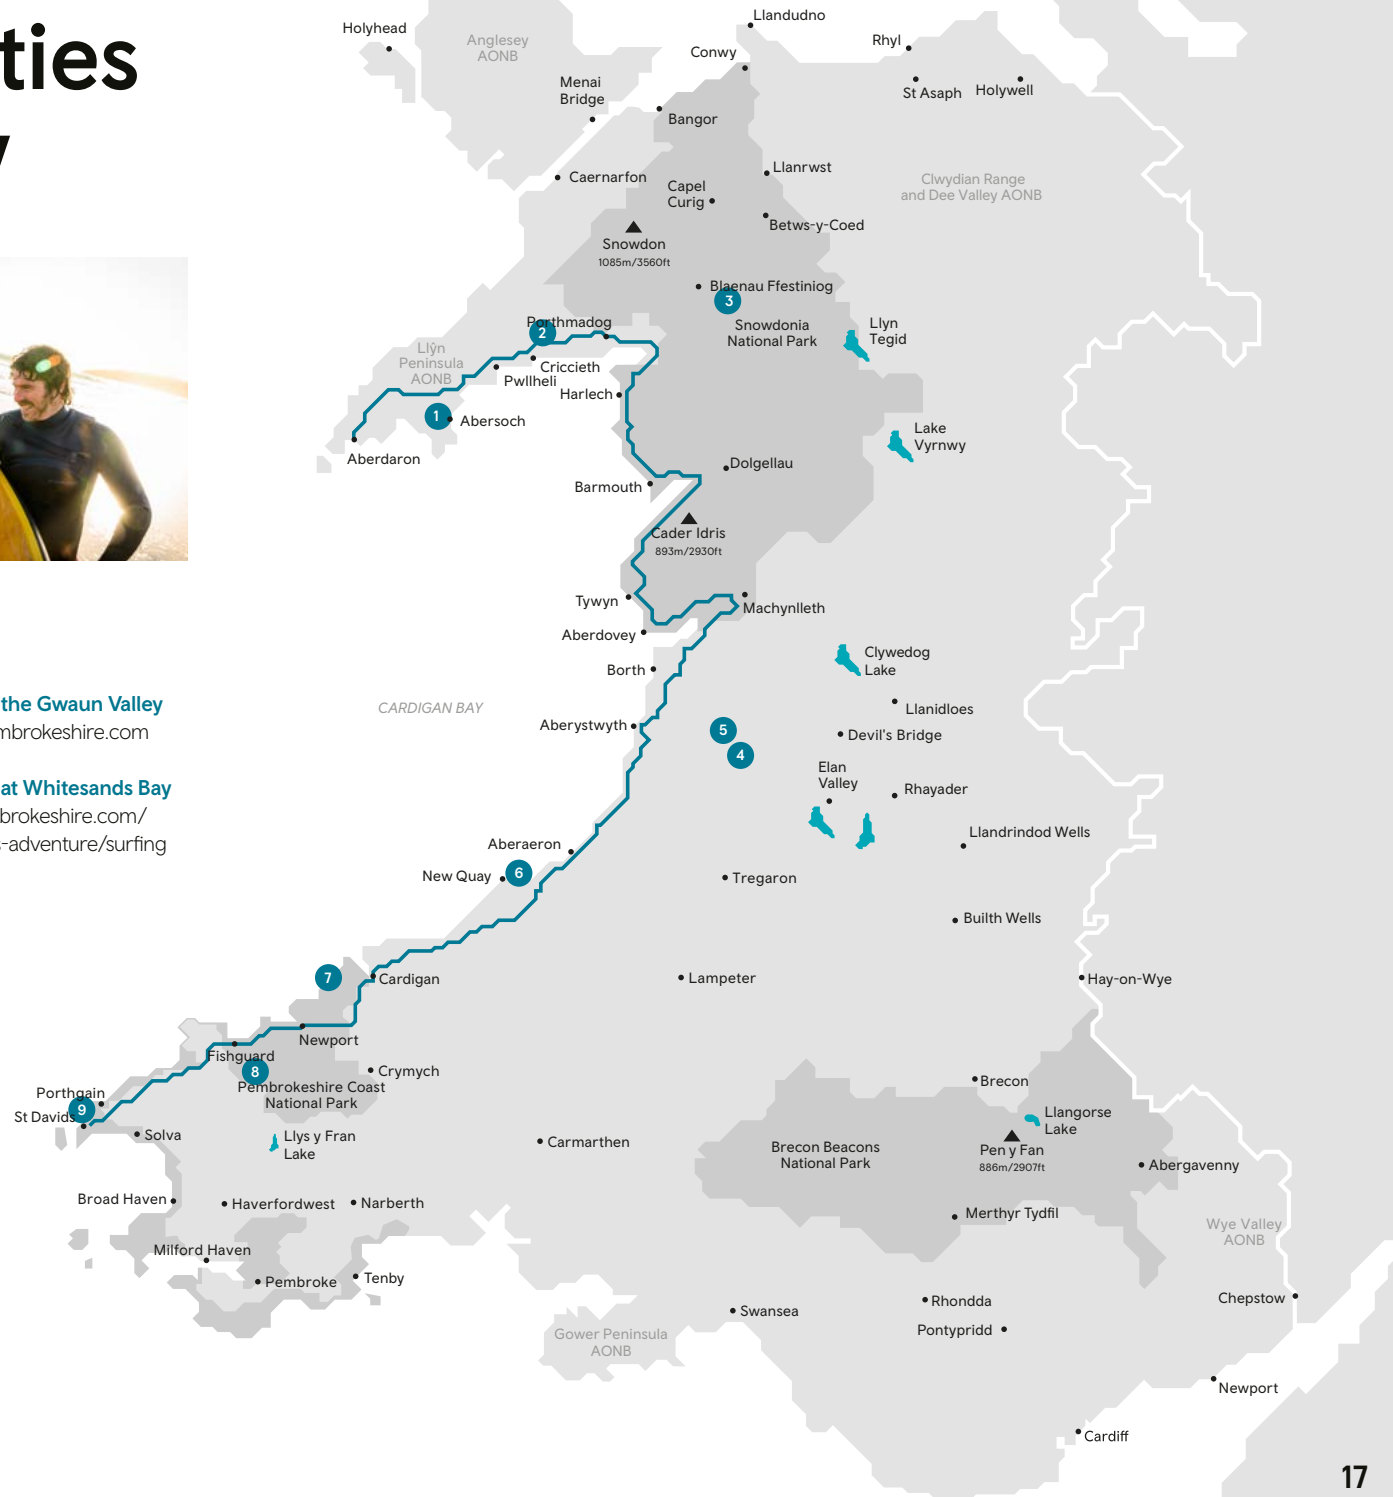 ties
y
the Gwaun Valley
mbrokeshire.com
at Whitesands Bay
brokeshire.com/
s-adventure/surfing
Llandudno
Holyhead
Anglesey
AONB
Conwy
Rhyl
Menai
Bridge
St Asaph
Holywell
Bangor
Caernarfon
Llanrwst
Capel
Curig
Clwydian Range
and Dee Valley AONB
Betws-y-Coed
Snowdon
1085m/3560ft
Blaenau Ffestiniog
3
Porthmadog
2
Snowdonia
National Park
Llyn
Tegid
Llŷn
Peninsula
AONB
Criccieth
Pwllheli
Harlech
1
Abersoch
Lake
Vyrnwy
Aberdaron
Dolgellau
Barmouth
Cader Idris
893m/2930ft
Tywyn
Machynlleth
Aberdovey
Borth
Clywedog
Lake
CARDIGAN BAY
Llanidloes
Aberystwyth
5
Devil's Bridge
4
Elan
Valley
Rhayader
Llandrindod Wells
Aberaeron
New Quay
6
Tregaron
Builth Wells
7
Cardigan
Lampeter
Hay-on-Wye
Newport
Fishguard
8
Crymych
Pembrokeshire Coast
National Park
Porthgain
9
St Davids
Solva
Llys y Fran
Lake
Carmarthen
Brecon
Llangorse
Lake
Brecon Beacons
National Park
Pen y Fan
886m/2907ft
Abergavenny
Broad Haven
Haverfordwest
Narberth
Merthyr Tydfil
Wye Valley
AONB
Milford Haven
Pembroke
Tenby
Swansea
Rhondda
Chepstow
Pontypridd
Gower Peninsula
AONB
Newport
Cardiff
17